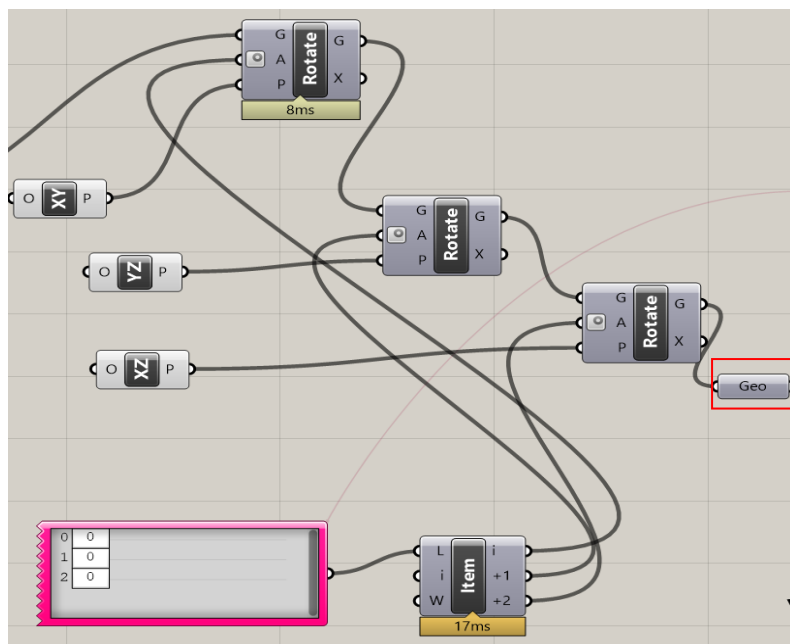 G
A
P
Rotate
G
X
8ms
O
XY
P
G
A
P
Rotate
G
X
O
YZ
P
G
A
P
Rotate
G
X
O
XZ
P
Geo
0 0
1 0
2 0
L
i
W
Item
i
+1
+2
17ms